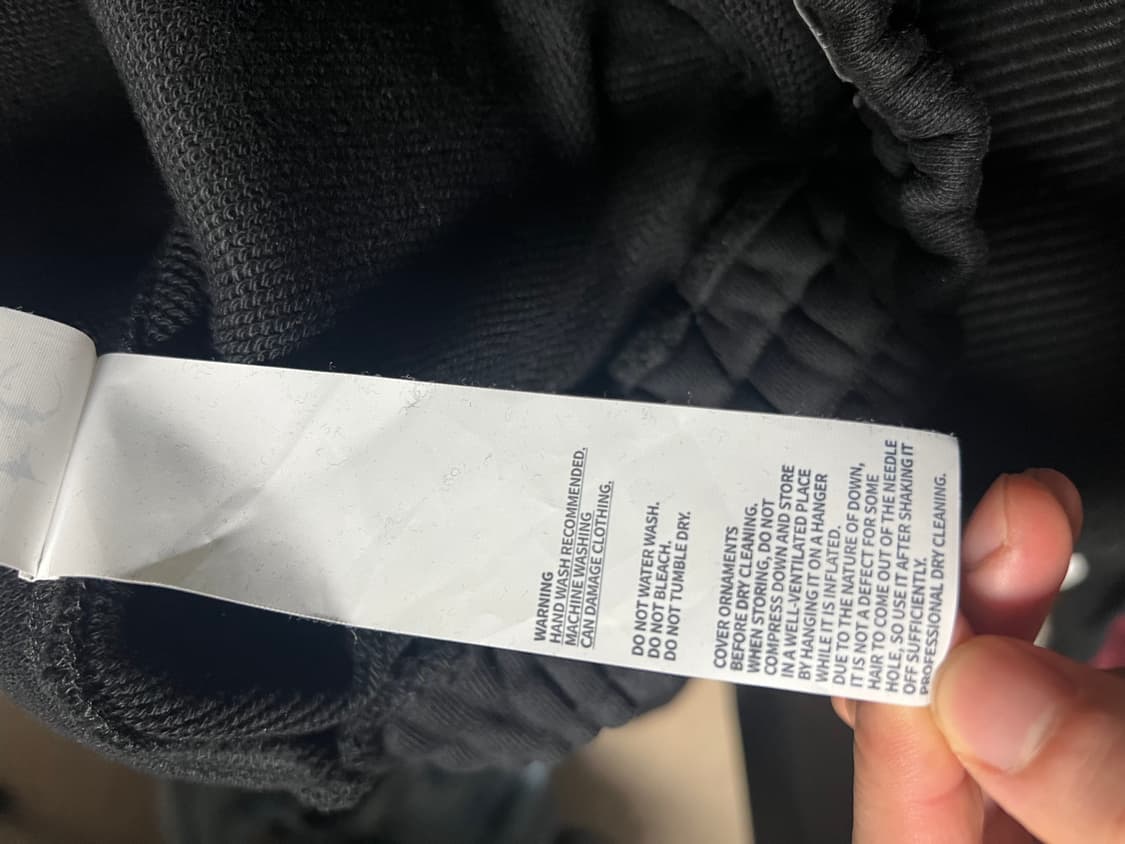 WARNING
HAND WASH RECOMMENDED.
MACHINE WASHING
CAN DAMAGE CLOTHING.
DO NOT WATER WASH.
DO NOT BLEACH.
DO NOT TUMBLE DRY.
COVER ORNAMENTS
BEFORE DRY CLEANING.
WHEN STORING, DO NOT
COMPRESS DOWN AND STORE
IN A WELL-VENTILATED PLACE
BY HANGING IT ON A HANGER
WHILE IT IS INFLATED.
DUE TO THE NATURE OF DOWN,
IT IS NOT A DEFECT FOR SOME
HAIR TO COME OUT OF THE NEEDLE
HOLE, SO USE IT AFTER SHAKING IT
OFF SUFFICIENTLY.
PROFESSIONAL DRY CLEANING.